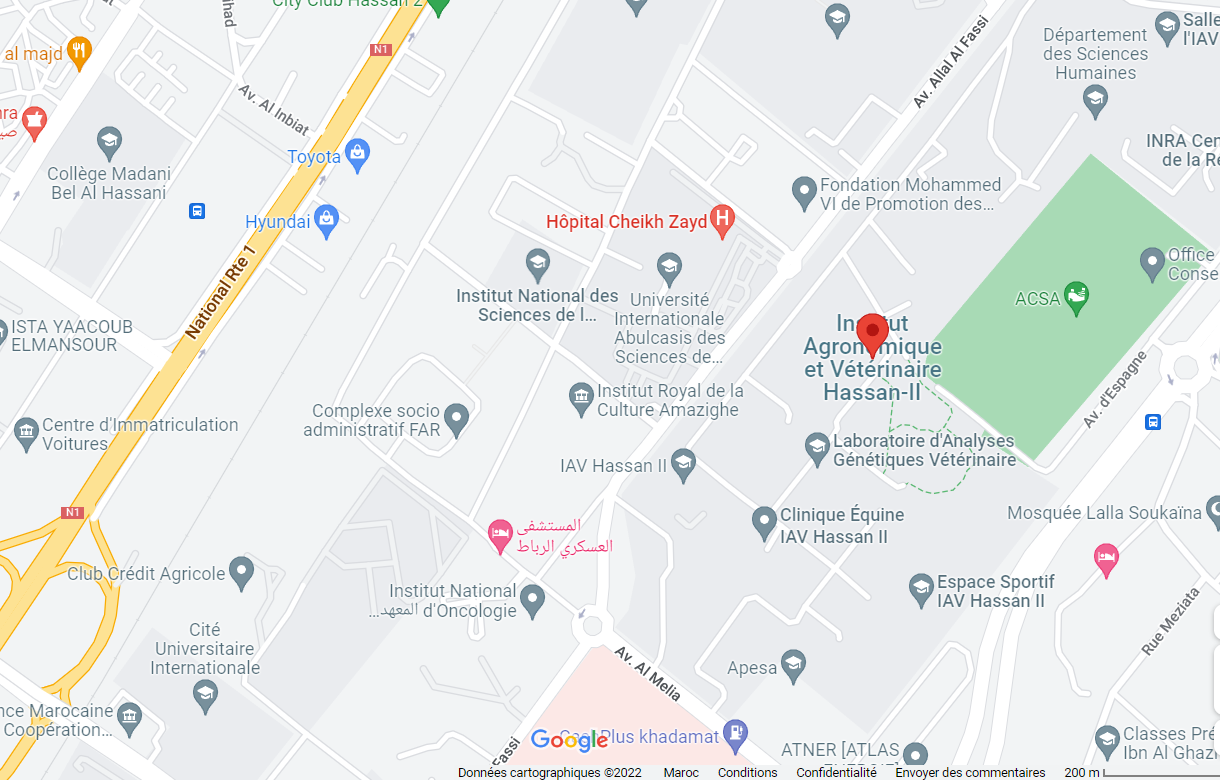 City Club Hassan 2
al majd
N1
Av. Allal Al Fassi
Salle
l'IAV
Département
des Sciences
Humaines
Av. Al Inbiat
Toyota
Collège Madani
Bel Al Hassani
INRA Cen
de la Re
Fondation Mohammed
VI de Promotion des...
Hyundai
Hôpital Cheikh Zayd
H
National Rte 1
Office
Conse
Institut National des
Sciences de l...
Université
Internationale
Abulcasis des
Sciences de...
ACSA
ISTA YAACOUB
ELMANSOUR
Institut
Agronomique
et Vétérinaire
Hassan-II
Av. d'Espagne
Institut Royal de la
Culture Amazighe
Complexe socio
administratif FAR
Centre d'Immatriculation
Voitures
Laboratoire d'Analyses
Génétiques Vétérinaire
IAV Hassan II
N1
Clinique Équine
IAV Hassan II
Mosquée Lalla Soukaïna
المستشفى
العسكري الرباط
Club Crédit Agricole
Institut National
d'Oncologie المعهد...
Espace Sportif
IAV Hassan II
Rue Meziata
Cité
Universitaire
Internationale
Av. Al Melia
Apesa
nce Marocaine
Coopération...
Fassi
Google
Plus khadamat
Classes Pré
Ibn Al Ghazi
ATNER [ATLAS
Données cartographiques ©2022 Maroc Conditions Confidentialité Envoyer des commentaires 200 m